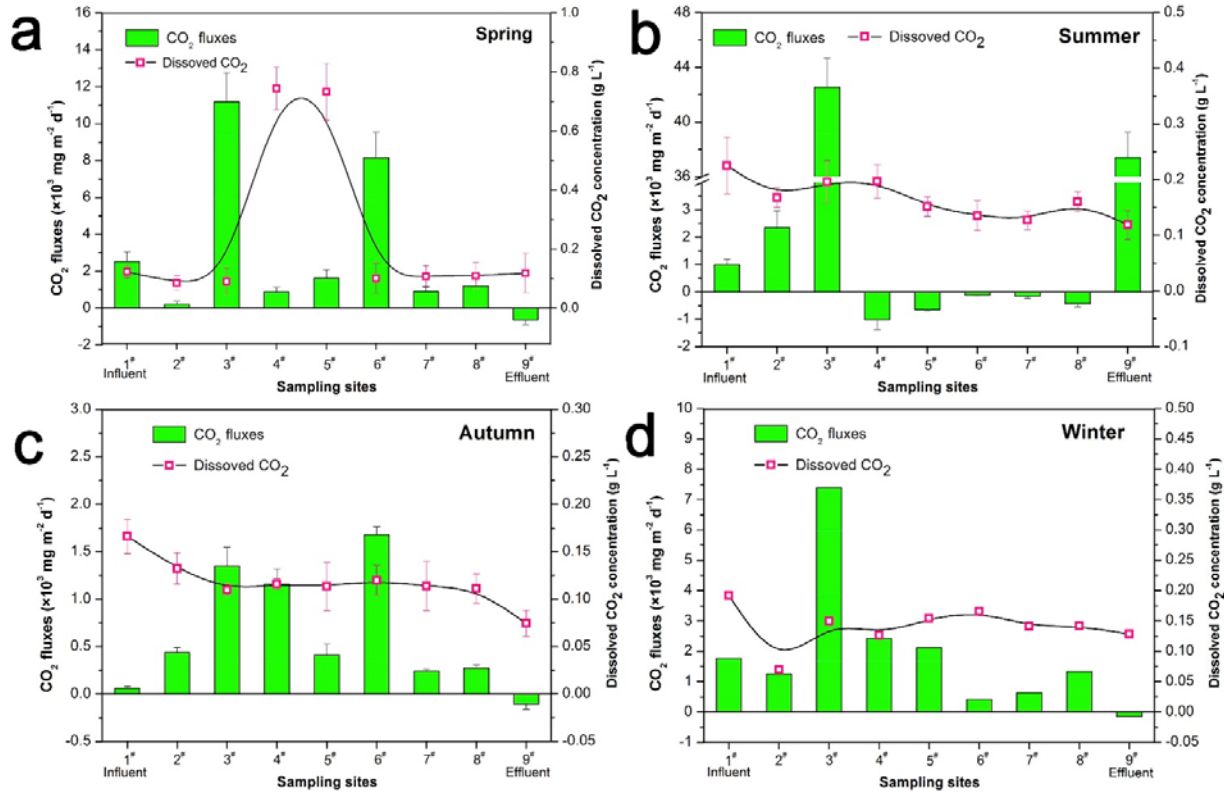 a
Spring
CO2 fluxes
Dissoved CO2
16
14
12
10
8
6
4
2
0
-2
1.0
0.8
0.6
0.4
0.2
0.0
CO2 fluxes (×10³ mg m⁻² d⁻¹)
Dissolved CO2 concentration (g L⁻¹)
1# 2# 3# 4# 5# 6# 7# 8# 9#
Influent Effluent
Sampling sites
b
Summer
CO2 fluxes Dissoved CO2
48
44
40
36
3
2
1
0
-1
-2
0.5
0.4
0.3
0.2
0.1
0.0
-0.1
CO2 fluxes (×10³ mg m⁻² d⁻¹)
Dissolved CO2 concentration (g L⁻¹)
1# 2# 3# 4# 5# 6# 7# 8# 9#
Influent Effluent
Sampling sites
c
Autumn
CO2 fluxes
Dissoved CO2
3.0
2.5
2.0
1.5
1.0
0.5
0.0
-0.5
0.30
0.25
0.20
0.15
0.10
0.05
0.00
-0.05
CO2 fluxes (×10³ mg m⁻² d⁻¹)
Dissolved CO2 concentration (g L⁻¹)
1# 2# 3# 4# 5# 6# 7# 8# 9#
Influent Effluent
Sampling sites
d
Winter
CO2 fluxes
Dissoved CO2
10
9
8
7
6
5
4
3
2
1
0
-1
0.50
0.45
0.40
0.35
0.30
0.25
0.20
0.15
0.10
0.05
0.00
-0.05
CO2 fluxes (×10³ mg m⁻² d⁻¹)
Dissolved CO2 concentration (g L⁻¹)
1# 2# 3# 4# 5# 6# 7# 8# 9#
Influent Effluent
Sampling sites